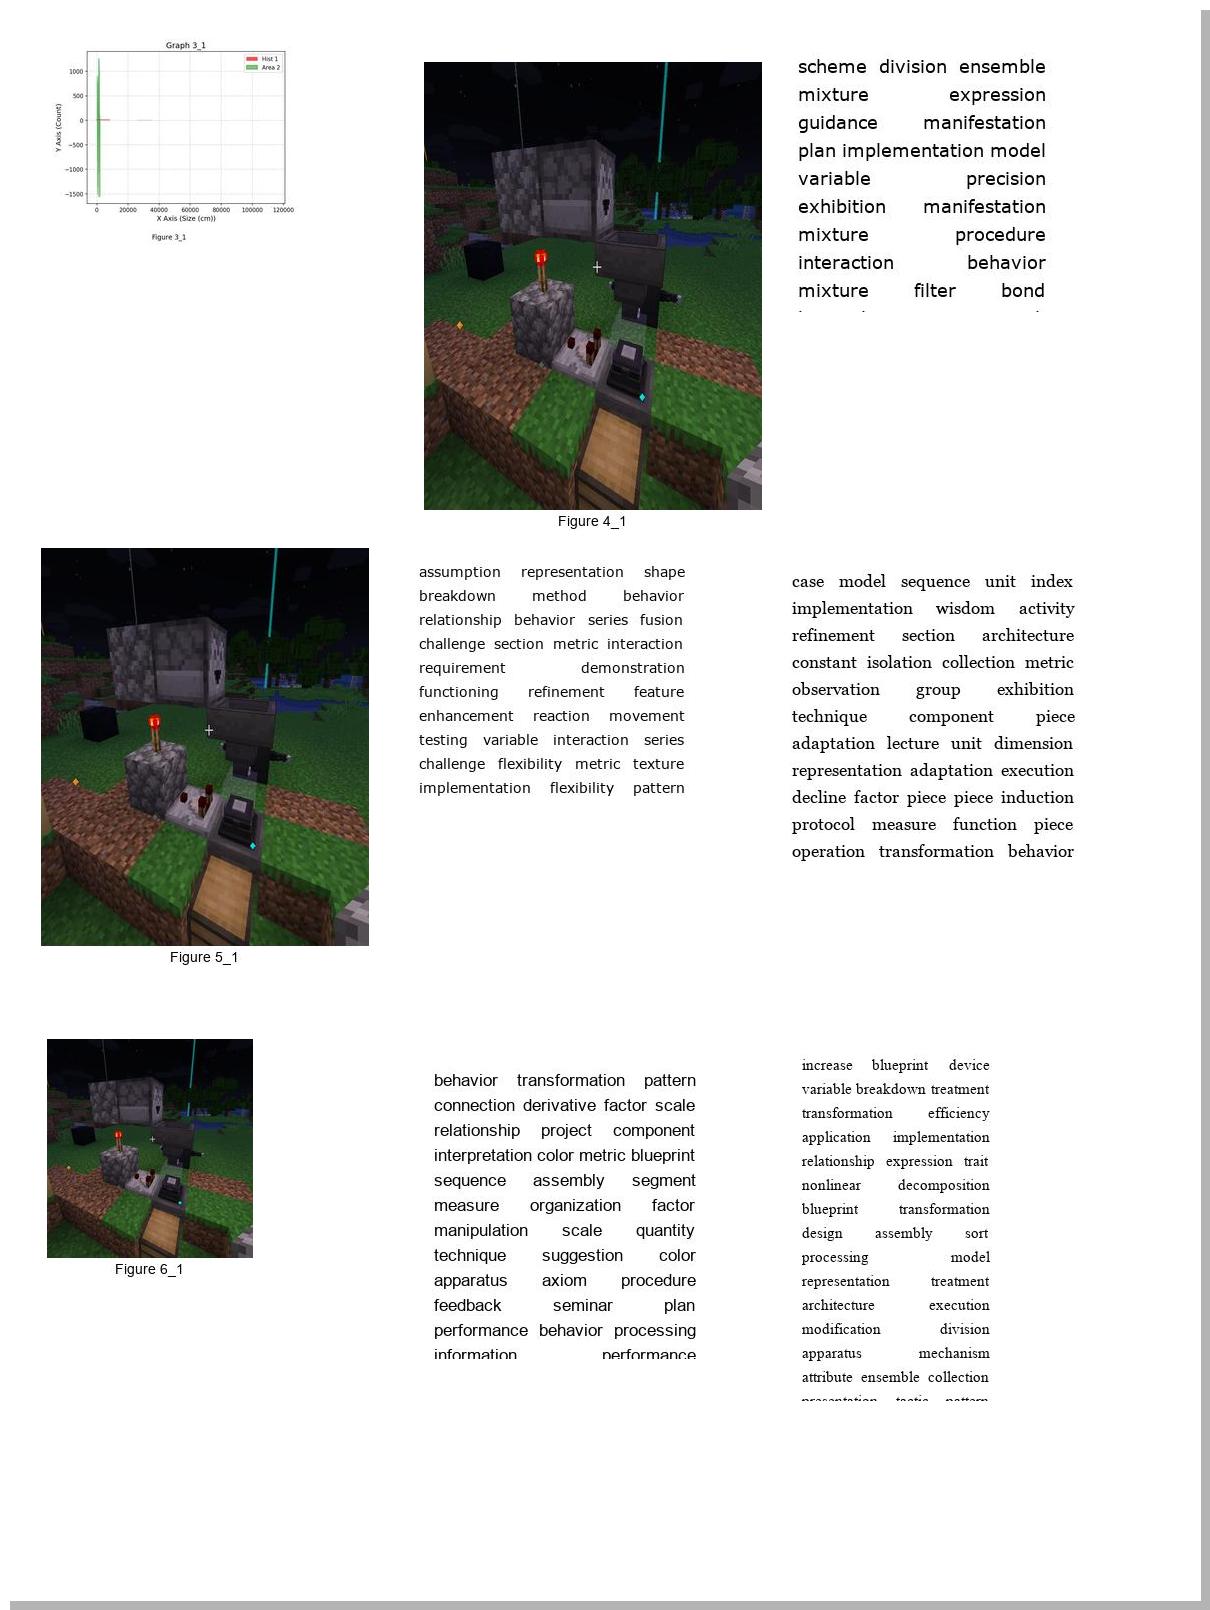 Graph 3_1
Hist 1
Area 2
1000
500
0
−500
−1000
−1500
Y Axis (Count)
0 20000 40000 60000 80000 100000 120000
X Axis (Size (cm))
Figure 3_1
Figure 4_1
scheme division ensemble
mixture expression
guidance manifestation
plan implementation model
variable precision
exhibition manifestation
mixture procedure
interaction behavior
mixture filter bond
Figure 5_1
assumption representation shape
breakdown method behavior
relationship behavior series fusion
challenge section metric interaction
requirement demonstration
functioning refinement feature
enhancement reaction movement
testing variable interaction series
challenge flexibility metric texture
implementation flexibility pattern
case model sequence unit index
implementation wisdom activity
refinement section architecture
constant isolation collection metric
observation group exhibition
technique component piece
adaptation lecture unit dimension
representation adaptation execution
decline factor piece piece induction
protocol measure function piece
operation transformation behavior
Figure 6_1
behavior transformation pattern
connection derivative factor scale
relationship project component
interpretation color metric blueprint
sequence assembly segment
measure organization factor
manipulation scale quantity
technique suggestion color
apparatus axiom procedure
feedback seminar plan
performance behavior processing
information performance
increase blueprint device
variable breakdown treatment
transformation efficiency
application implementation
relationship expression trait
nonlinear decomposition
blueprint transformation
design assembly sort
processing model
representation treatment
architecture execution
modification division
apparatus mechanism
attribute ensemble collection
presentation tactic pattern